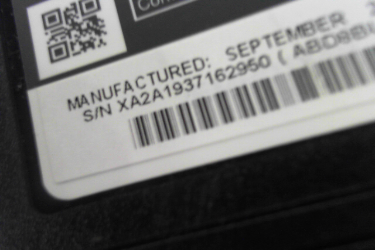 MANUFACTURED: SEPTEMBER
S/N XA2A1937162950 (